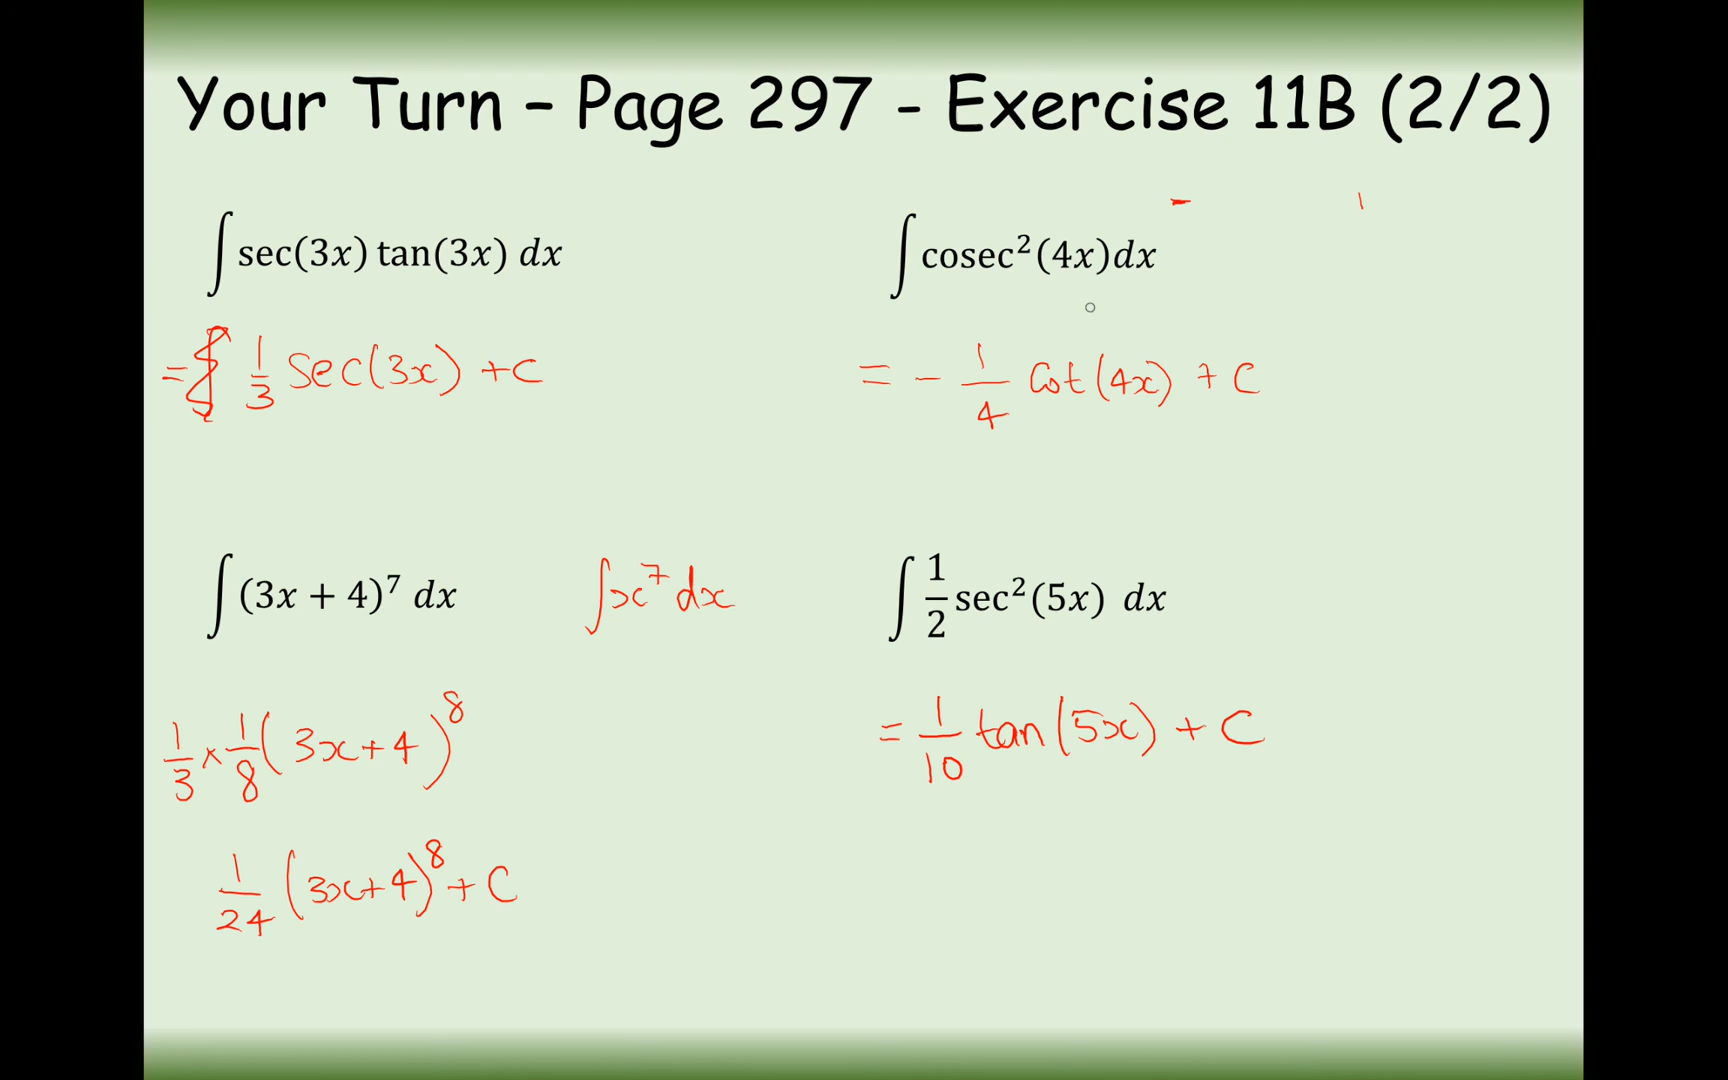 Your Turn – Page 297 - Exercise 11B (2/2)
∫ sec(3x) tan(3x) dx
= 1/3 sec(3x) + C
∫ cosec²(4x)dx
= - 1/4 cot(4x) + C
∫ (3x + 4)⁷ dx
∫x⁷ dx
1/3 × 1/8 (3x+4)⁸
1/24 (3x+4)⁸ + C
∫ 1/2 sec²(5x) dx
= 1/10 tan(5x) + C